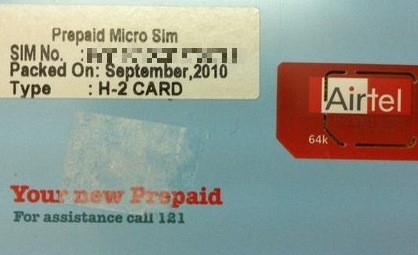 Prepaid Micro Sim
SIM No. :
Packed On: September,2010
Type : H-2 CARD
Airtel
64k
Your new Prepaid
For assistance call 121